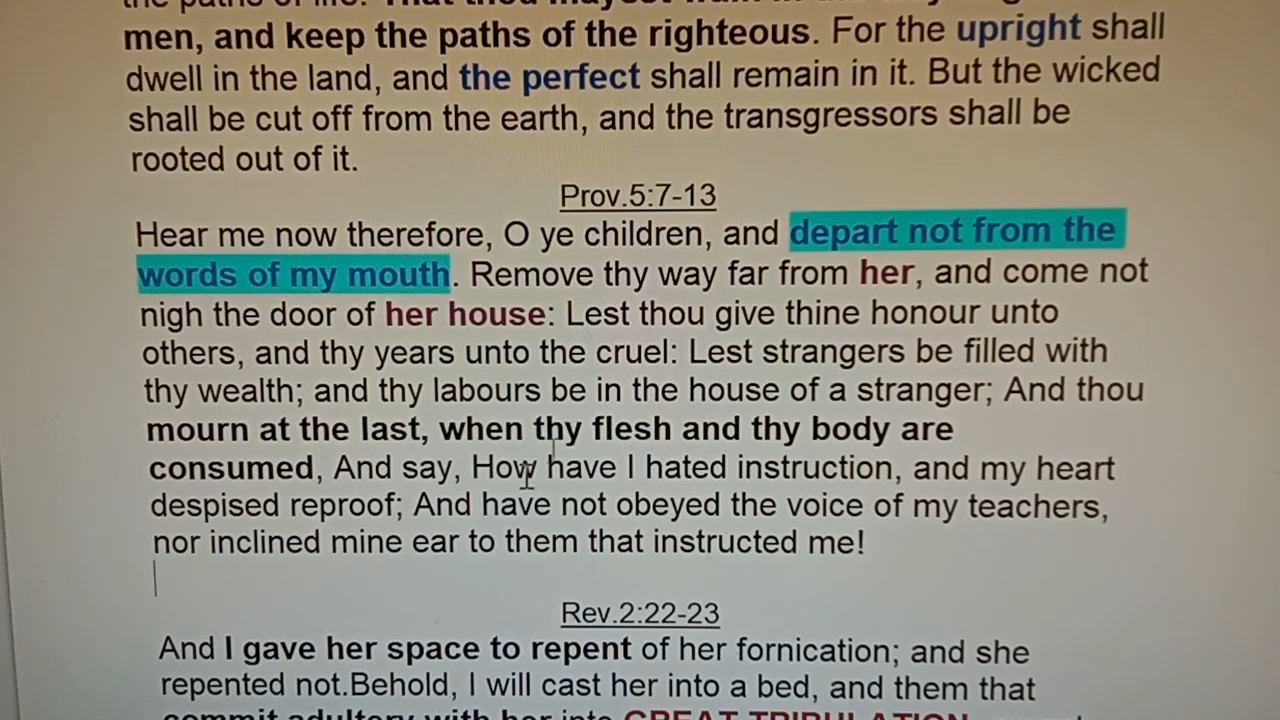 men, and keep the paths of the righteous. For the upright shall
dwell in the land, and the perfect shall remain in it. But the wicked
shall be cut off from the earth, and the transgressors shall be
rooted out of it.
Prov.5:7-13
Hear me now therefore, O ye children, and depart not from the
words of my mouth. Remove thy way far from her, and come not
nigh the door of her house: Lest thou give thine honour unto
others, and thy years unto the cruel: Lest strangers be filled with
thy wealth; and thy labours be in the house of a stranger; And thou
mourn at the last, when thy flesh and thy body are
consumed, And say, How have I hated instruction, and my heart
despised reproof; And have not obeyed the voice of my teachers,
nor inclined mine ear to them that instructed me!
Rev.2:22-23
And I gave her space to repent of her fornication; and she
repented not.Behold, I will cast her into a bed, and them that
commit adultery with her into GREAT TRIBULATION